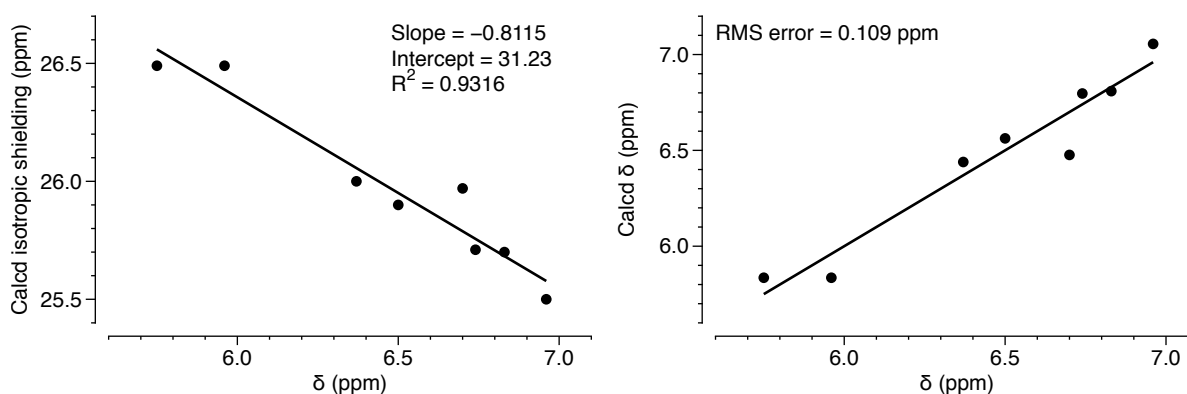 Slope = −0.8115
Intercept = 31.23
R² = 0.9316
Calcd isotropic shielding (ppm)
26.5
26.0
25.5
6.0 6.5 7.0
δ (ppm)
RMS error = 0.109 ppm
Calcd δ (ppm)
7.0
6.5
6.0
6.0 6.5 7.0
δ (ppm)